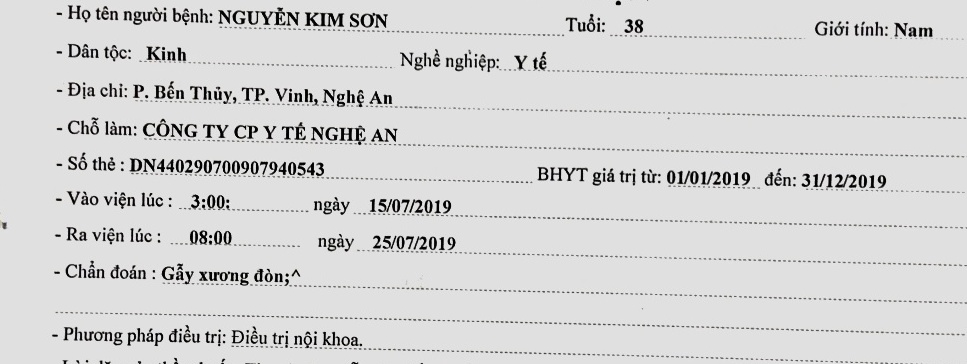 - Họ tên người bệnh: NGUYỄN KIM SƠN Tuổi: 38 Giới tính: Nam
- Dân tộc: Kinh Nghề nghiệp: Y tế
- Địa chỉ: P. Bến Thủy, TP. Vinh, Nghệ An
- Chỗ làm: CÔNG TY CP Y TẾ NGHỆ AN
- Số thẻ : DN440290700907940543 BHYT giá trị từ: 01/01/2019 đến: 31/12/2019
- Vào viện lúc : 3:00: ngày 15/07/2019
- Ra viện lúc : 08:00 ngày 25/07/2019
- Chẩn đoán : Gẫy xương đòn;^
- Phương pháp điều trị: Điều trị nội khoa.